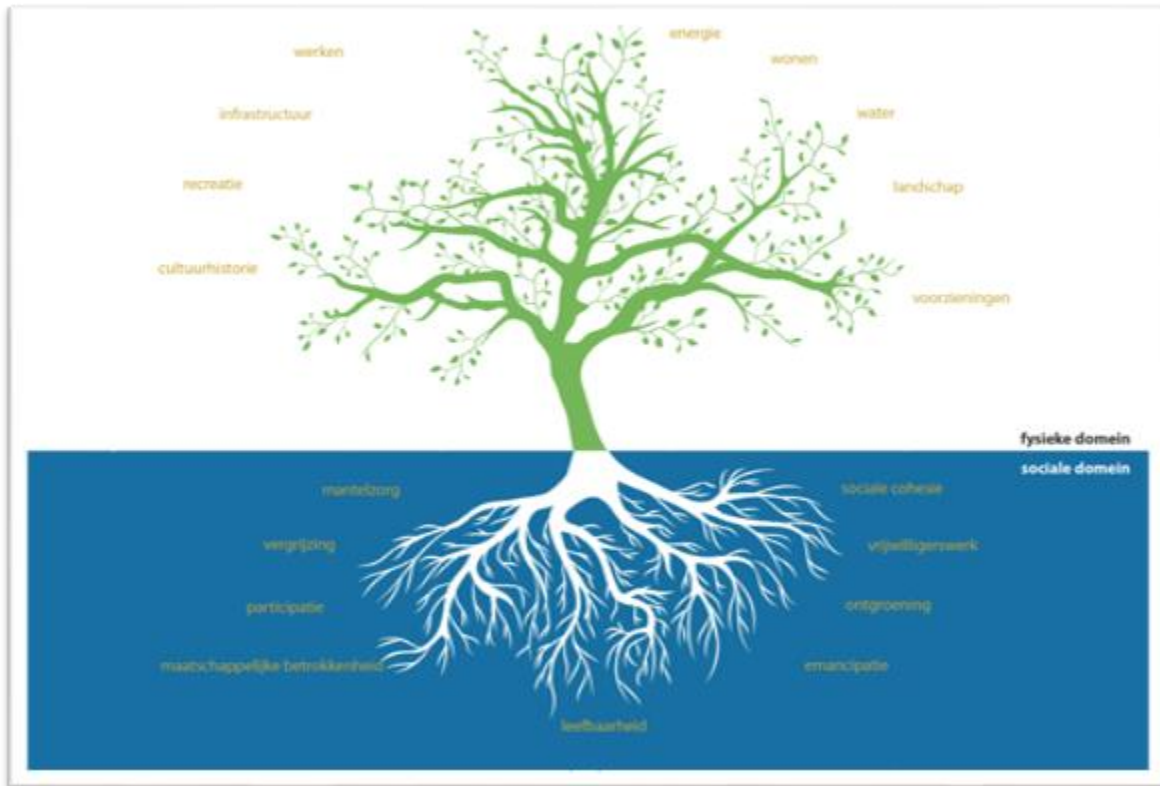 energie
werken
wonen
infrastructuur
water
recreatie
landschap
cultuurhistorie
voorzieningen
fysieke domein
sociale domein
mantelzorg
sociale cohesie
vergrijzing
vrijwilligerswerk
participatie
ontgroening
maatschappelijke betrokkenheid
emancipatie
leefbaarheid